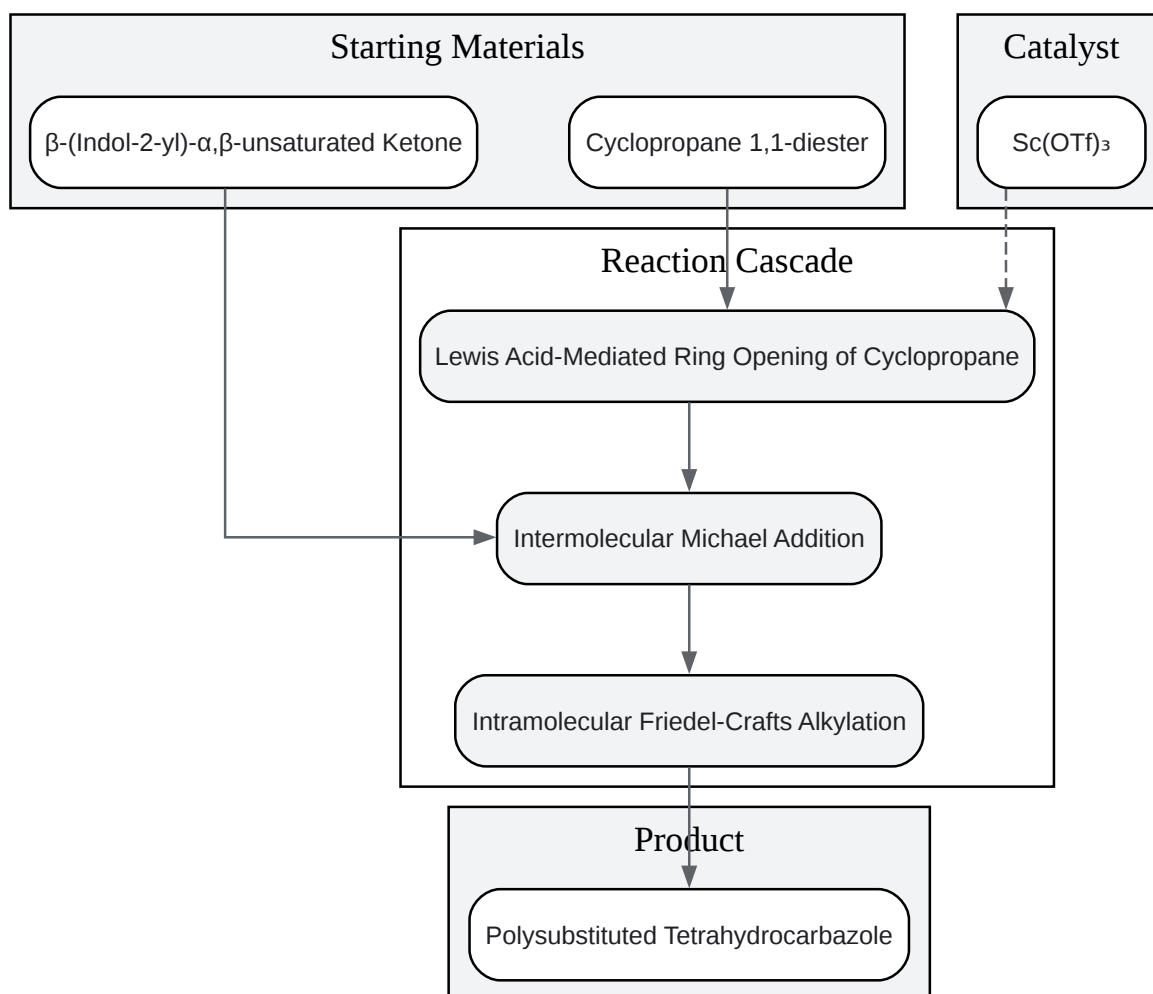 Starting Materials
Catalyst
β-(Indol-2-yl)-α,β-unsaturated Ketone
Cyclopropane 1,1-diester
Sc(OTf)₃
Reaction Cascade
Lewis Acid-Mediated Ring Opening of Cyclopropane
Intermolecular Michael Addition
Intramolecular Friedel-Crafts Alkylation
Product
Polysubstituted Tetrahydrocarbazole